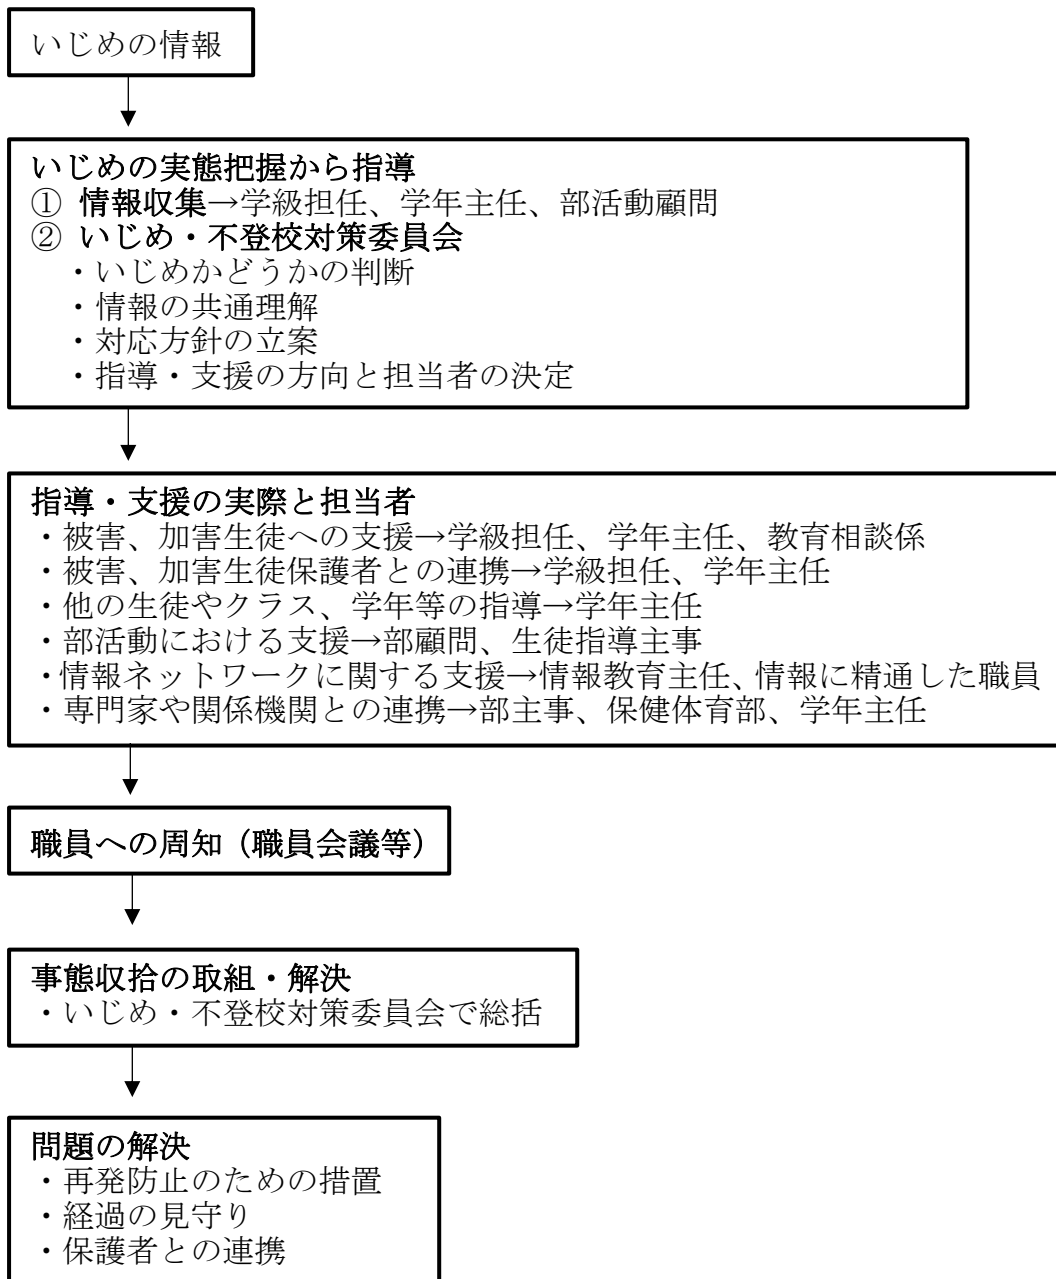 いじめの情報
いじめの実態把握から指導
① 情報収集→学級担任、学年主任、部活動顧問
② いじめ・不登校対策委員会
・いじめかどうかの判断
・情報の共通理解
・対応方針の立案
・指導・支援の方向と担当者の決定
指導・支援の実際と担当者
・被害、加害生徒への支援→学級担任、学年主任、教育相談係
・被害、加害生徒保護者との連携→学級担任、学年主任
・他の生徒やクラス、学年等の指導→学年主任
・部活動における支援→部顧問、生徒指導主事
・情報ネットワークに関する支援→情報教育主任、情報に精通した職員
・専門家や関係機関との連携→部主事、保健体育部、学年主任
職員への周知（職員会議等）
事態収拾の取組・解決
・いじめ・不登校対策委員会で総括
問題の解決
・再発防止のための措置
・経過の見守り
・保護者との連携